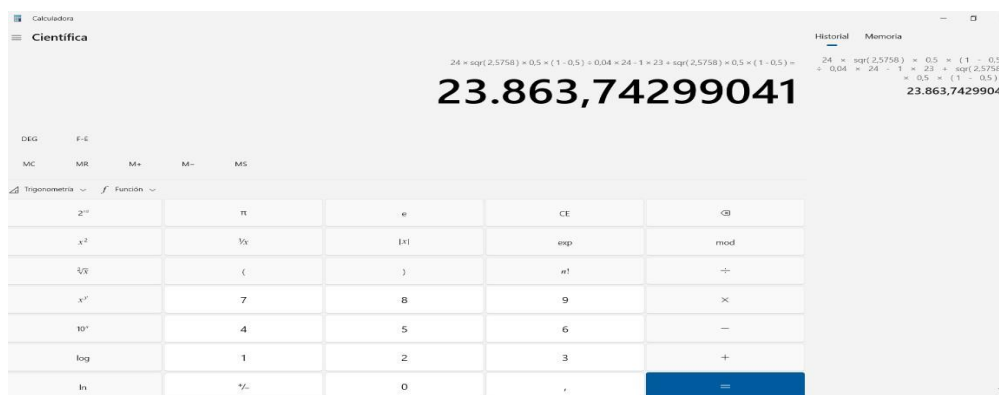 Calculadora
Científica
24 × sqr( 2,5758 ) × 0,5 × ( 1 - 0,5 ) ÷ 0,04 × 24 - 1 × 23 + sqr( 2,5758 ) × 0,5 × ( 1 - 0,5 ) =
23.863,74299041
DEG F-E
MC MR M+ M− MS
Trigonometría f Función
2ⁿᵈ π e CE
x² ¹/x |x| exp mod
²√x ( ) n! ÷
xʸ 7 8 9 ×
10ˣ 4 5 6 −
log 1 2 3 +
ln +/− 0 , =
Historial Memoria
24 × sqr( 2,5758 ) × 0,5 × ( 1 - 0,5
÷ 0,04 × 24 - 1 × 23 + sqr( 2,5758
× 0,5 × ( 1 - 0,5 )
23.863,7429904